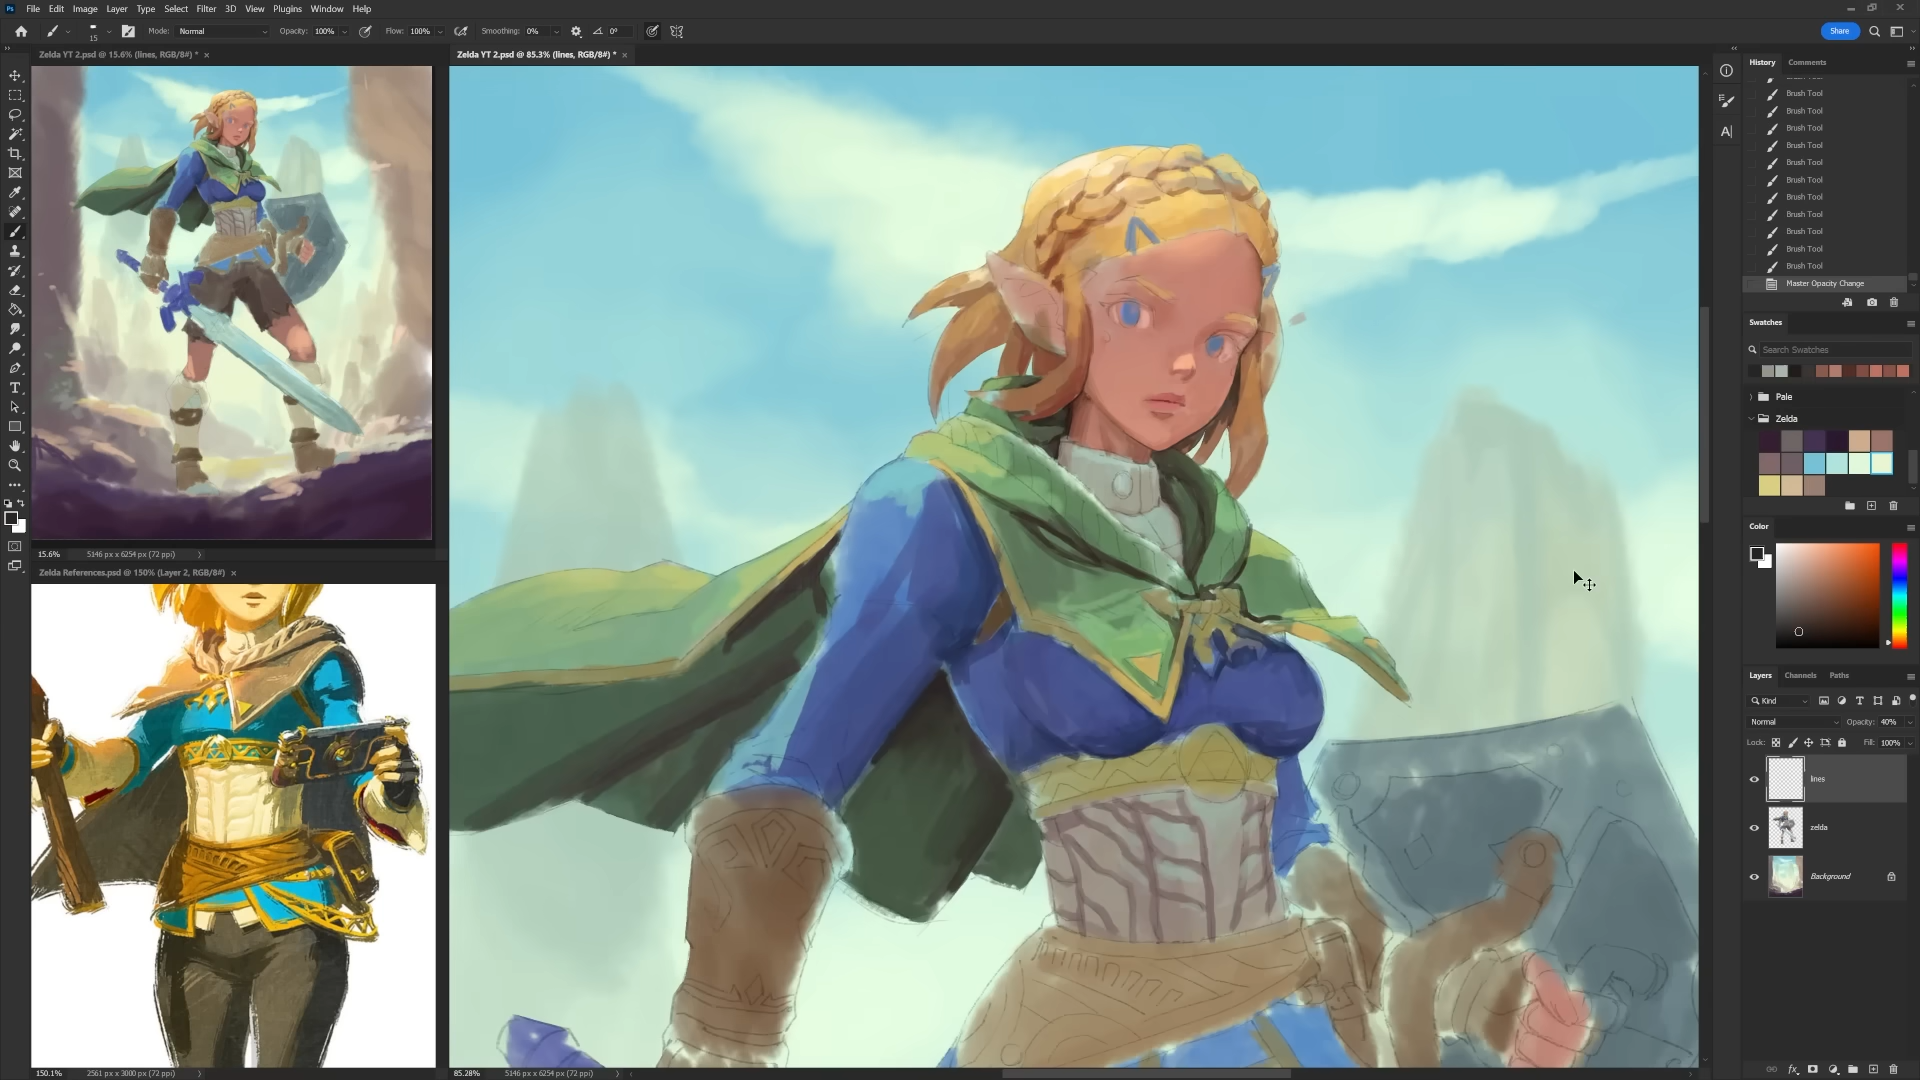 Ps File Edit Image Layer Type Select Filter 3D View Plugins Window Help
15 Mode: Normal Opacity: 100% Flow: 100% Smoothing: 0% 0° Share
Zelda YT 2.psd @ 15.6% (lines, RGB/8#) *
Zelda YT 2.psd @ 85.3% (lines, RGB/8#) *
History Comments
Brush Tool
Brush Tool
Brush Tool
Brush Tool
Brush Tool
Brush Tool
Brush Tool
Brush Tool
Brush Tool
Brush Tool
Brush Tool
Master Opacity Change
Swatches
Search Swatches
Pale
Zelda
Color
Layers Channels Paths
Kind
Normal Opacity: 40%
Lock: Fill: 100%
lines
zelda
Background
15.6% 5146 px x 6254 px (72 ppi)
Zelda References.psd @ 150% (Layer 2, RGB/8#)
150.1% 2561 px x 3000 px (72 ppi)
85.28% 5146 px x 6254 px (72 ppi)